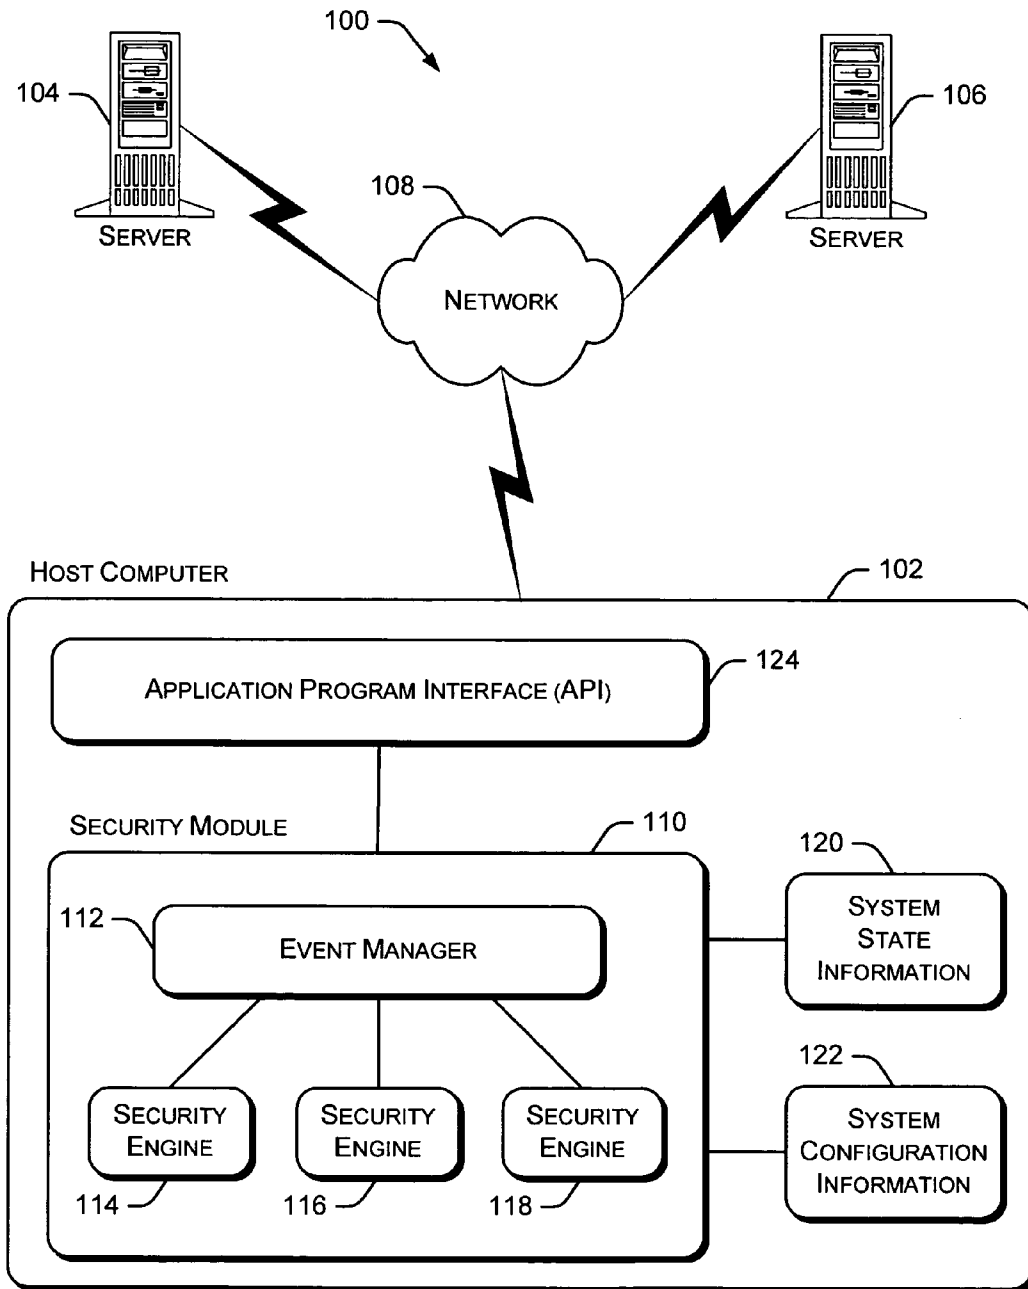 100
104
106
108
SERVER
SERVER
NETWORK
HOST COMPUTER
102
APPLICATION PROGRAM INTERFACE (API)
124
SECURITY MODULE
110
120
112
EVENT MANAGER
SYSTEM
STATE
INFORMATION
122
SECURITY
ENGINE
SECURITY
ENGINE
SECURITY
ENGINE
SYSTEM
CONFIGURATION
INFORMATION
114
116
118